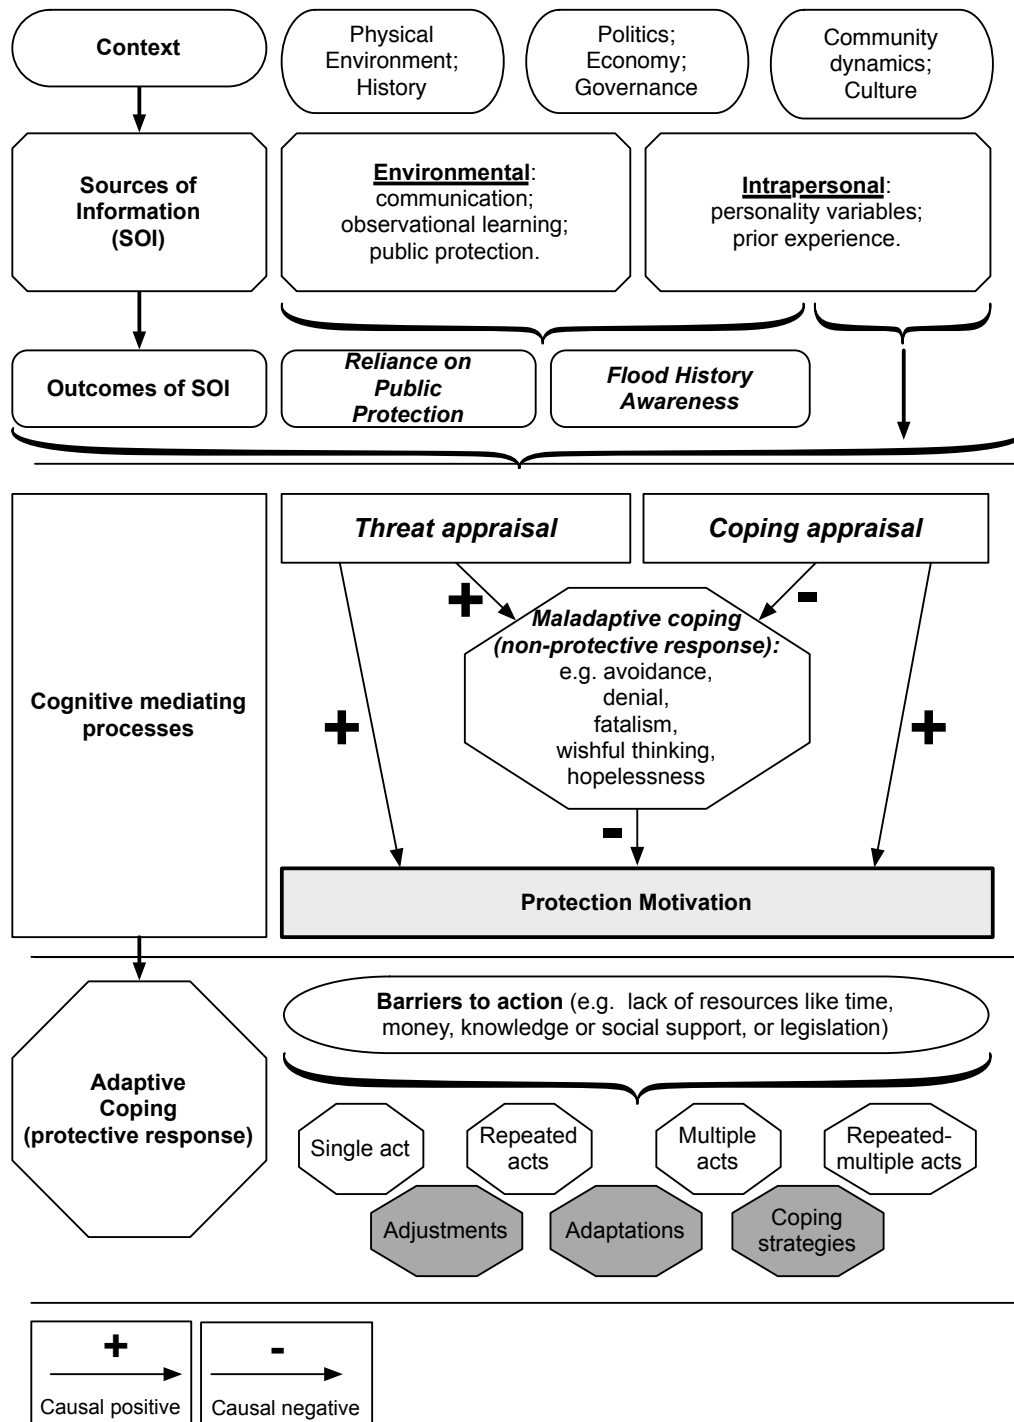 Context
Physical
Environment;
History
Politics;
Economy;
Governance
Community
dynamics;
Culture
Sources of
Information
(SOI)
Environmental:
communication;
observational learning;
public protection.
Intrapersonal:
personality variables;
prior experience.
Outcomes of SOI
Reliance on
Public
Protection
Flood History
Awareness
Cognitive mediating
processes
Threat appraisal
Coping appraisal
+
-
Maladaptive coping
(non-protective response):
e.g. avoidance,
denial,
fatalism,
wishful thinking,
hopelessness
+
+
-
Protection Motivation
Adaptive
Coping
(protective response)
Barriers to action (e.g. lack of resources like time,
money, knowledge or social support, or legislation)
Single act
Repeated
acts
Multiple
acts
Repeated-
multiple acts
Adjustments
Adaptations
Coping
strategies
+
Causal positive
-
Causal negative